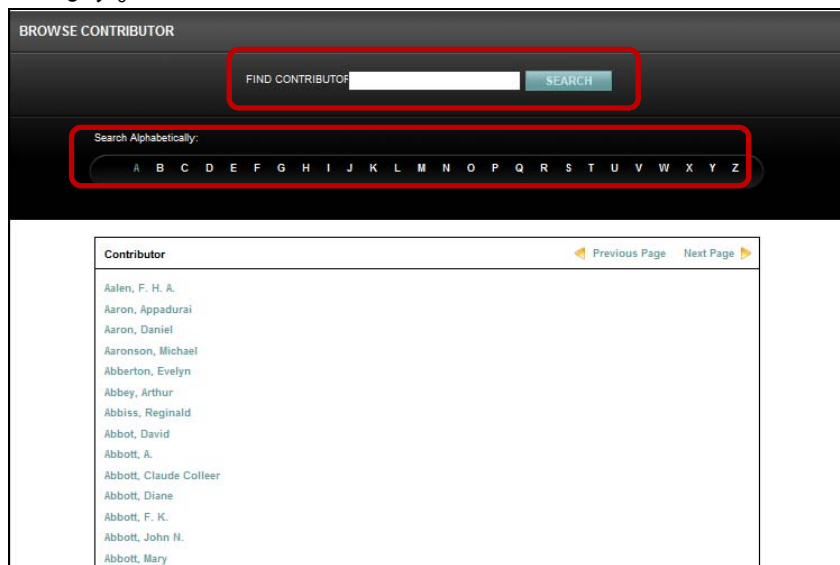 BROWSE CONTRIBUTOR
FIND CONTRIBUTOR SEARCH
Search Alphabetically:
A B C D E F G H I J K L M N O P Q R S T U V W X Y Z
Contributor Previous Page Next Page
Aalen, F. H. A.
Aaron, Appadurai
Aaron, Daniel
Aaronson, Michael
Abberton, Evelyn
Abbey, Arthur
Abbiss, Reginald
Abbot, David
Abbott, A.
Abbott, Claude Colleer
Abbott, Diane
Abbott, F. K.
Abbott, John N.
Abbott, Mary